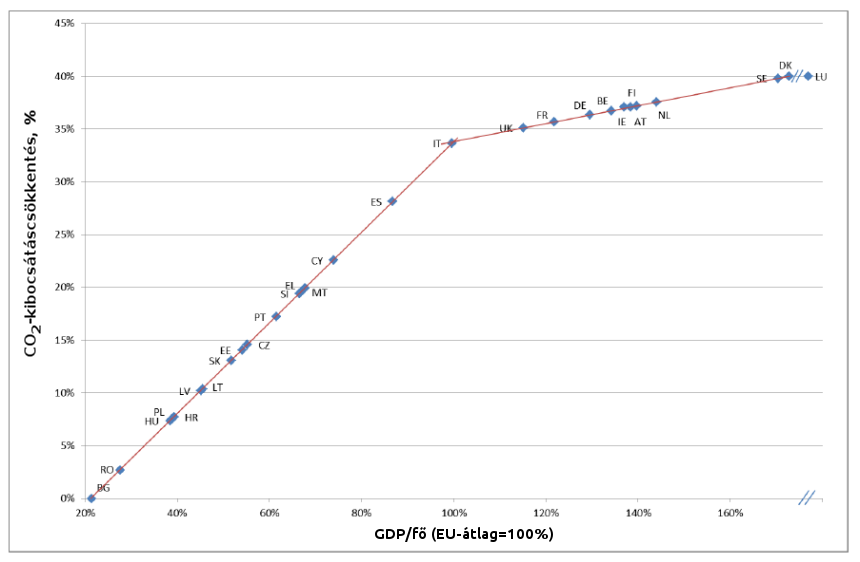 45%
40%
35%
30%
25%
20%
15%
10%
5%
0%
CO2-kibocsátáscsökkentés, %
DK
SE
LU
FI
BE
DE
NL
IE
AT
FR
UK
IT
ES
CY
EL
SI
MT
PT
CZ
EE
SK
LV
LT
PL
HU
HR
RO
BG
20%
40%
60%
80%
100%
120%
140%
160%
GDP/fő (EU-átlag=100%)